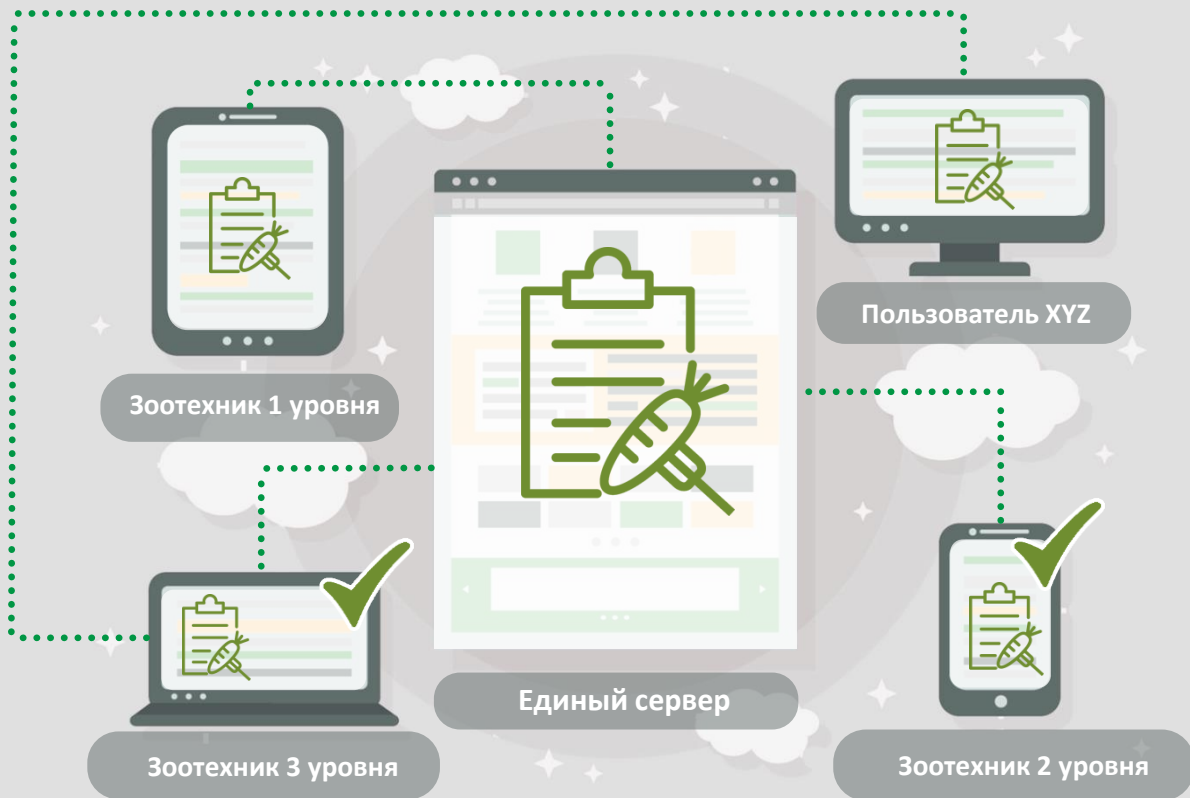 Пользователь XYZ
Зоотехник 1 уровня
Единый сервер
Зоотехник 3 уровня
Зоотехник 2 уровня